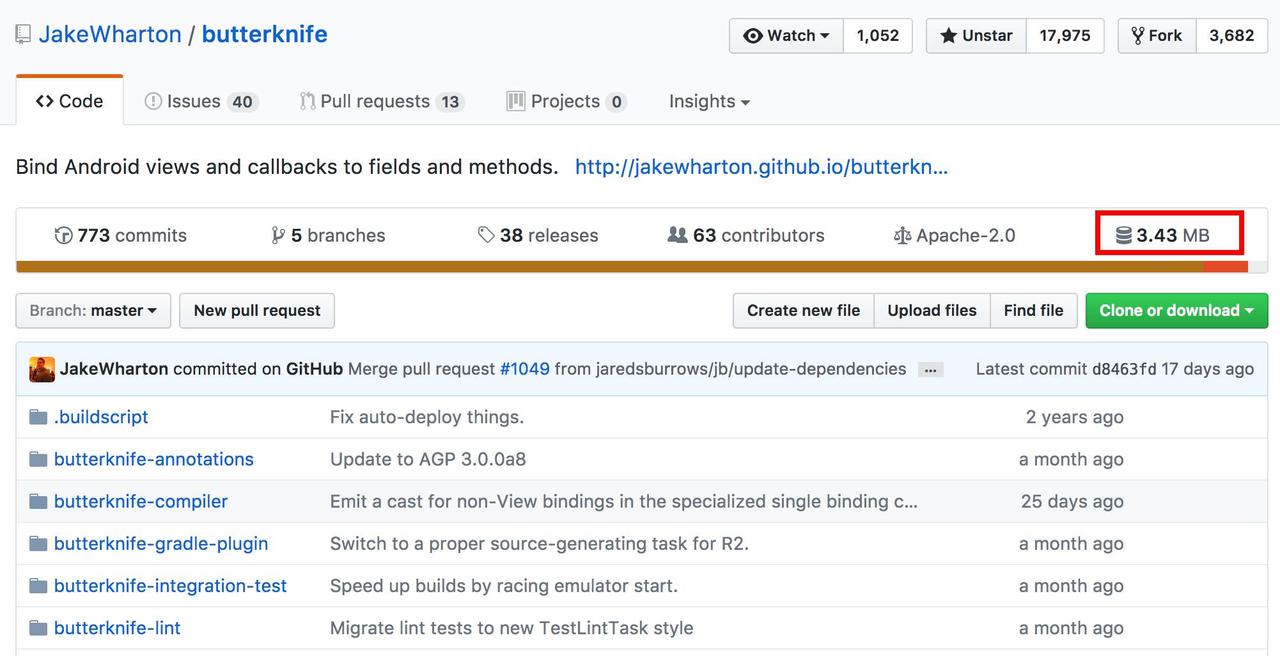 JakeWharton / butterknife
Watch 1,052 Unstar 17,975 Fork 3,682
Code Issues 40 Pull requests 13 Projects 0 Insights
Bind Android views and callbacks to fields and methods. http://jakewharton.github.io/butterkn...
773 commits 5 branches 38 releases 63 contributors Apache-2.0 3.43 MB
Branch: master New pull request Create new file Upload files Find file Clone or download
JakeWharton committed on GitHub Merge pull request #1049 from jaredsburrows/jb/update-dependencies ... Latest commit d8463fd 17 days ago
.buildscript Fix auto-deploy things. 2 years ago
butterknife-annotations Update to AGP 3.0.0a8 a month ago
butterknife-compiler Emit a cast for non-View bindings in the specialized single binding c... 25 days ago
butterknife-gradle-plugin Switch to a proper source-generating task for R2. a month ago
butterknife-integration-test Speed up builds by racing emulator start. a month ago
butterknife-lint Migrate lint tests to new TestLintTask style a month ago